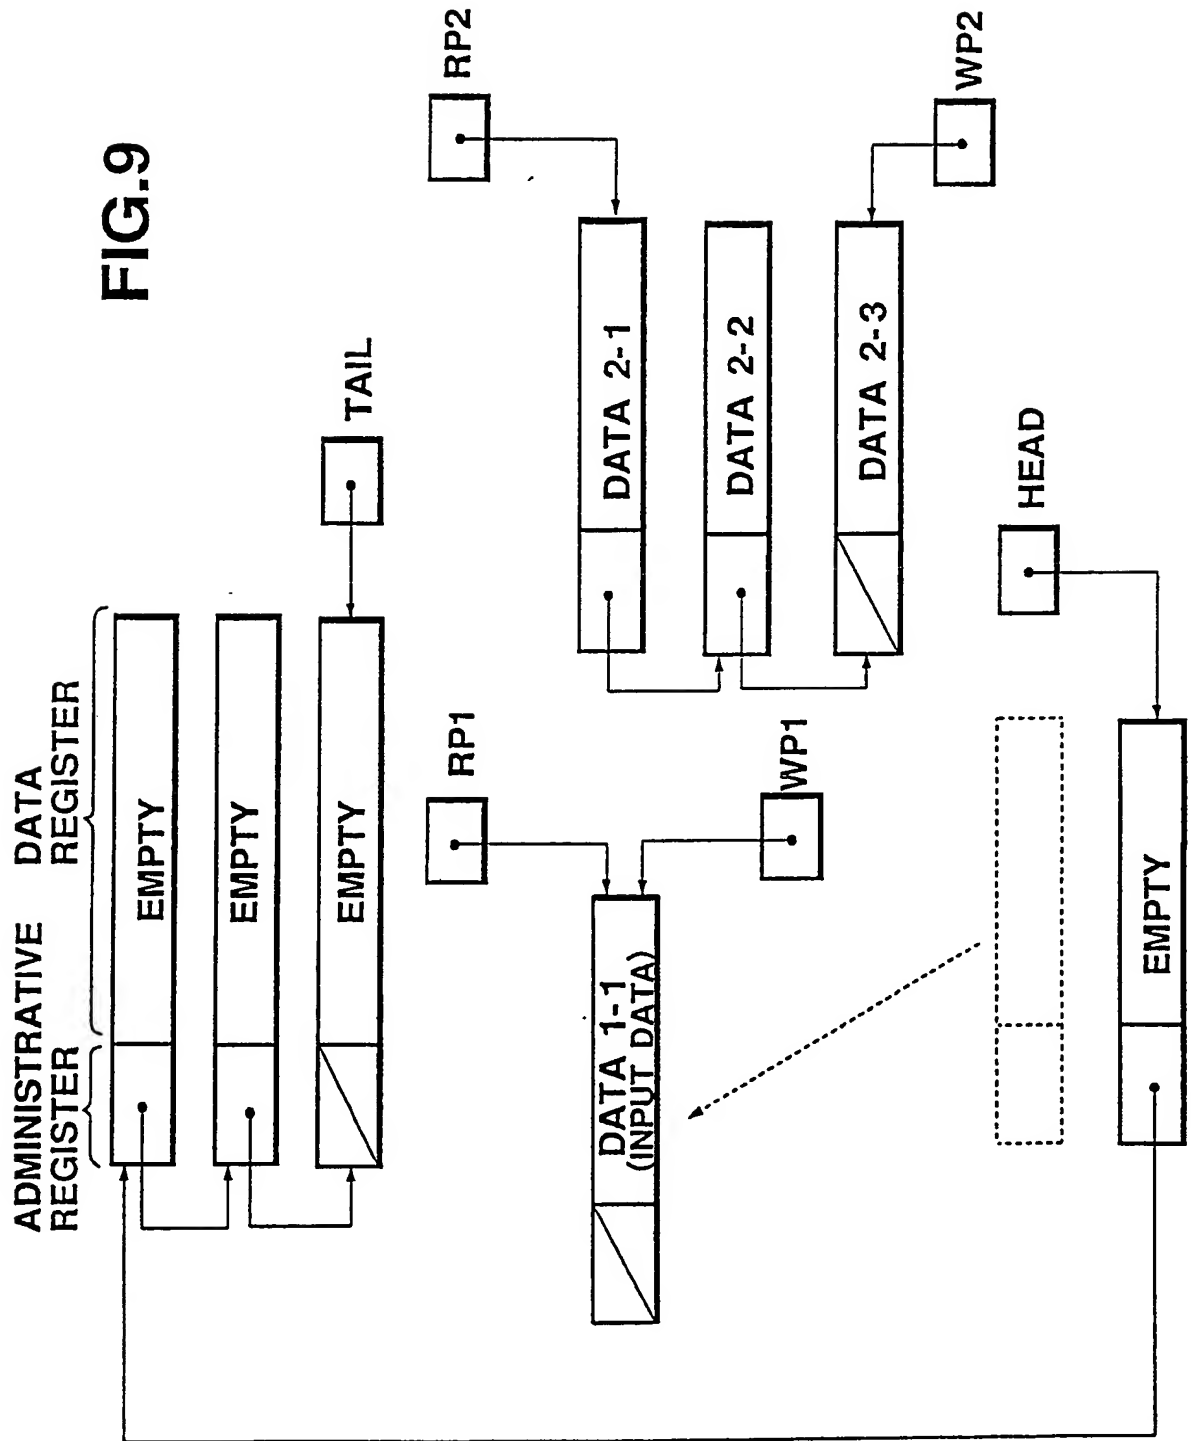 FIG.9
ADMINISTRATIVE
REGISTER
DATA
REGISTER
EMPTY
EMPTY
EMPTY
TAIL
RP1
RP2
DATA 1-1
(INPUT DATA)
DATA 2-1
DATA 2-2
DATA 2-3
WP1
WP2
HEAD
EMPTY